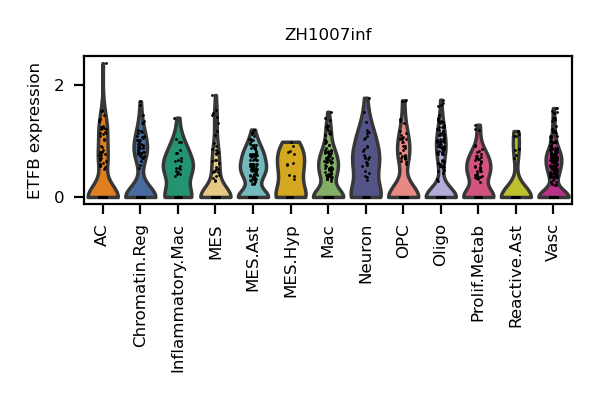 ZH1007inf
ETFB expression
2
0
AC
Chromatin.Reg
Inflammatory.Mac
MES
MES.Ast
MES.Hyp
Mac
Neuron
OPC
Oligo
Prolif.Metab
Reactive.Ast
Vasc